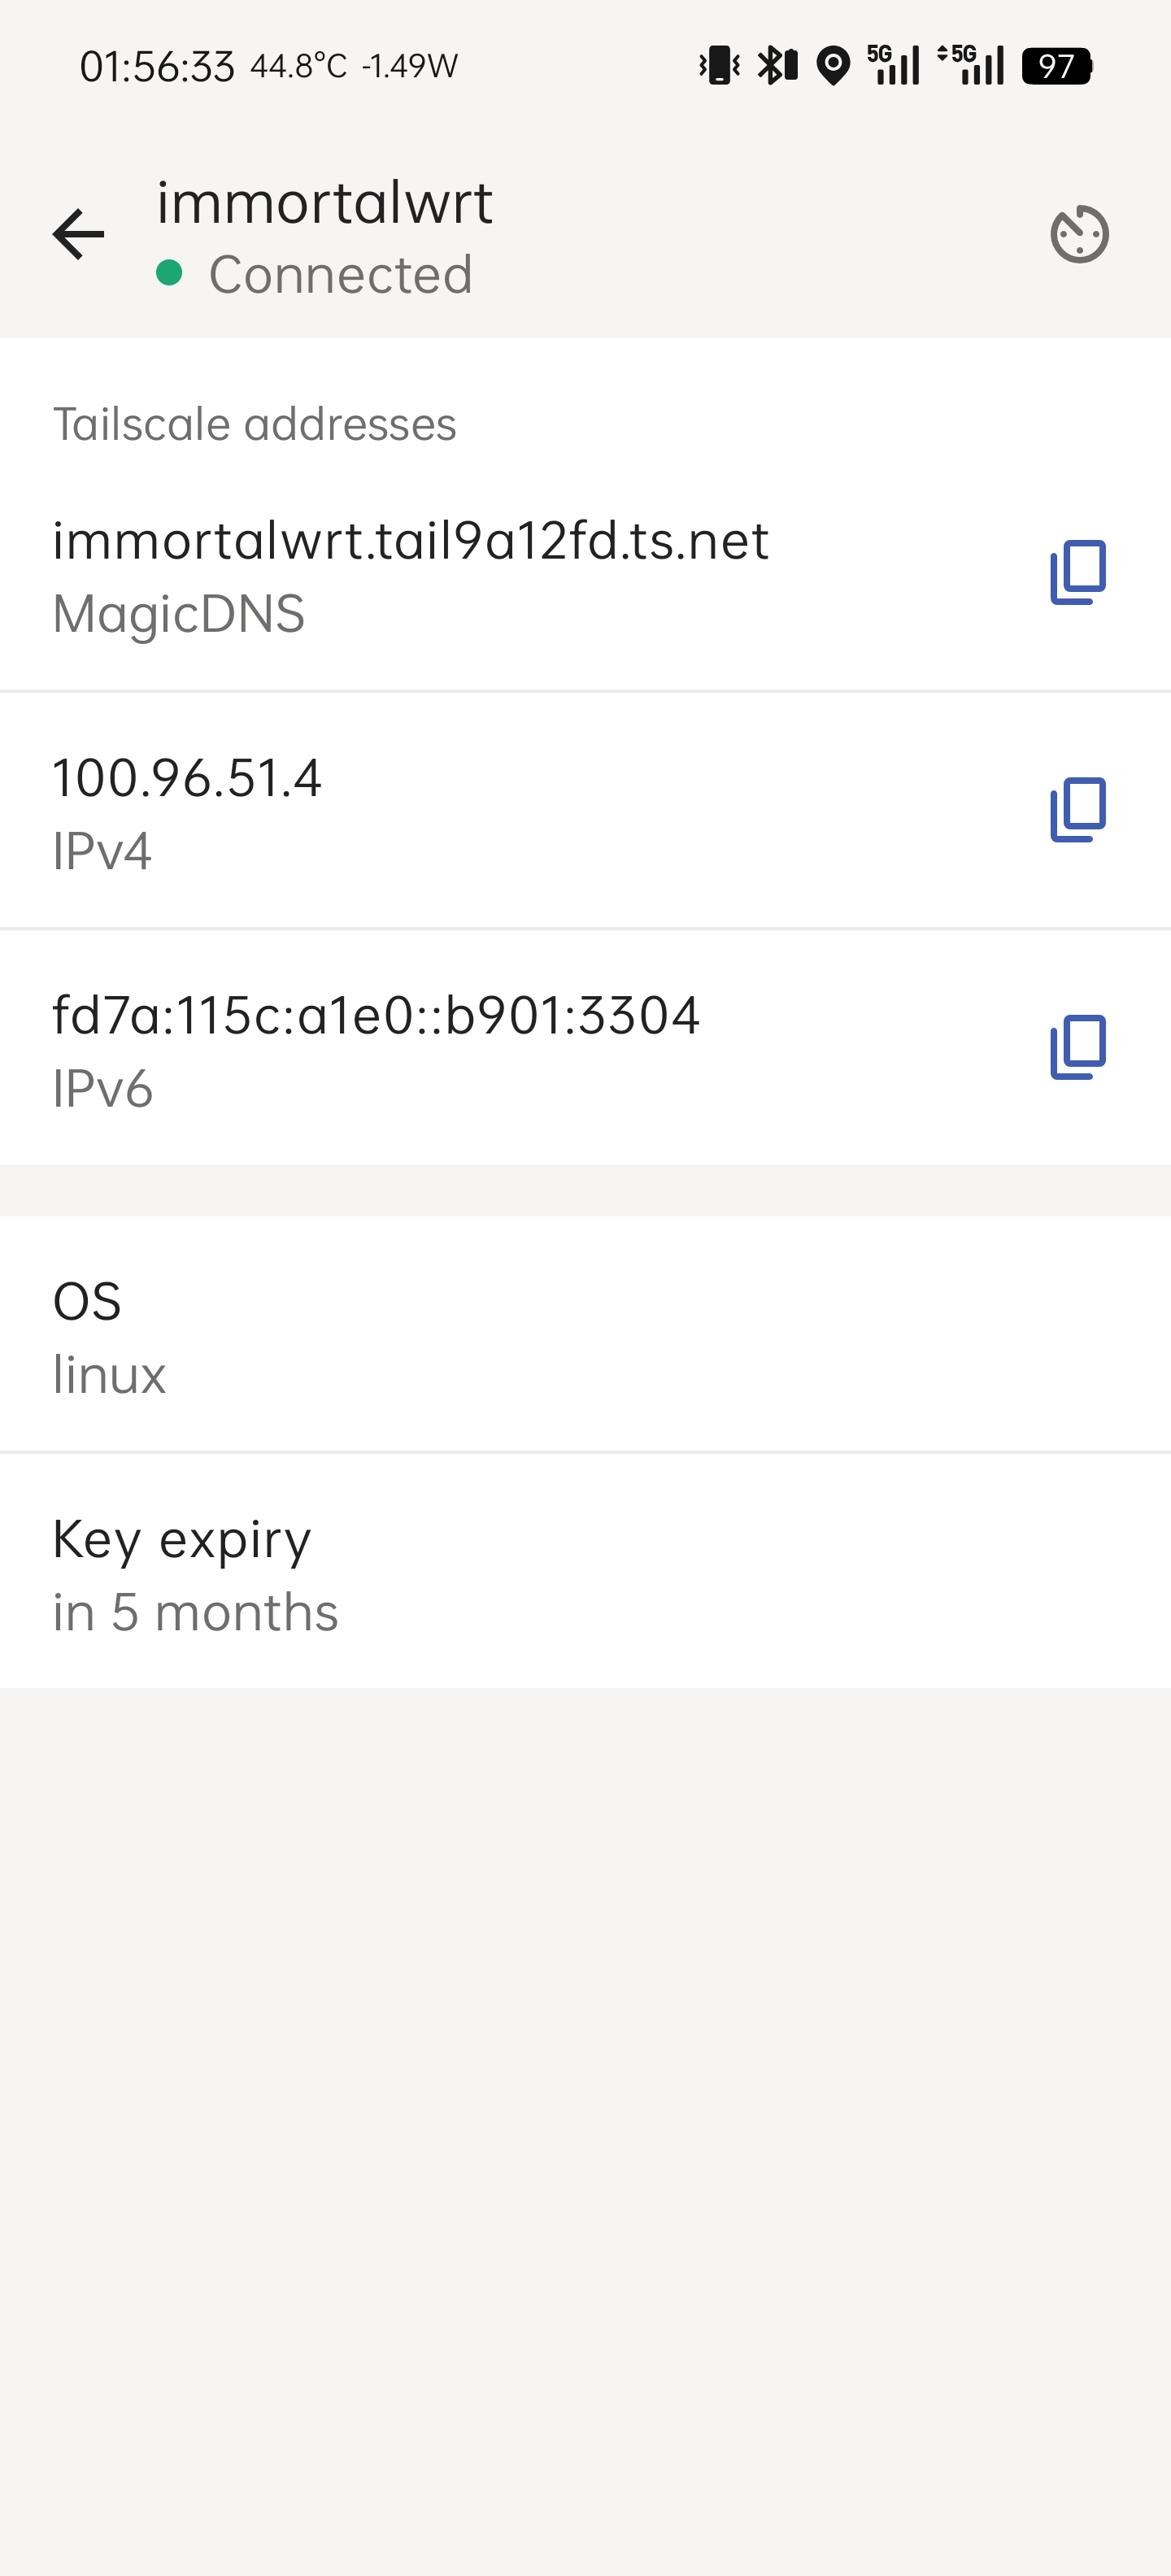 01:56:33 44.8°C -1.49W 5G 5G 97
immortalwrt
Connected
Tailscale addresses
immortalwrt.tail9a12fd.ts.net
MagicDNS
100.96.51.4
IPv4
fd7a:115c:a1e0::b901:3304
IPv6
OS
linux
Key expiry
in 5 months